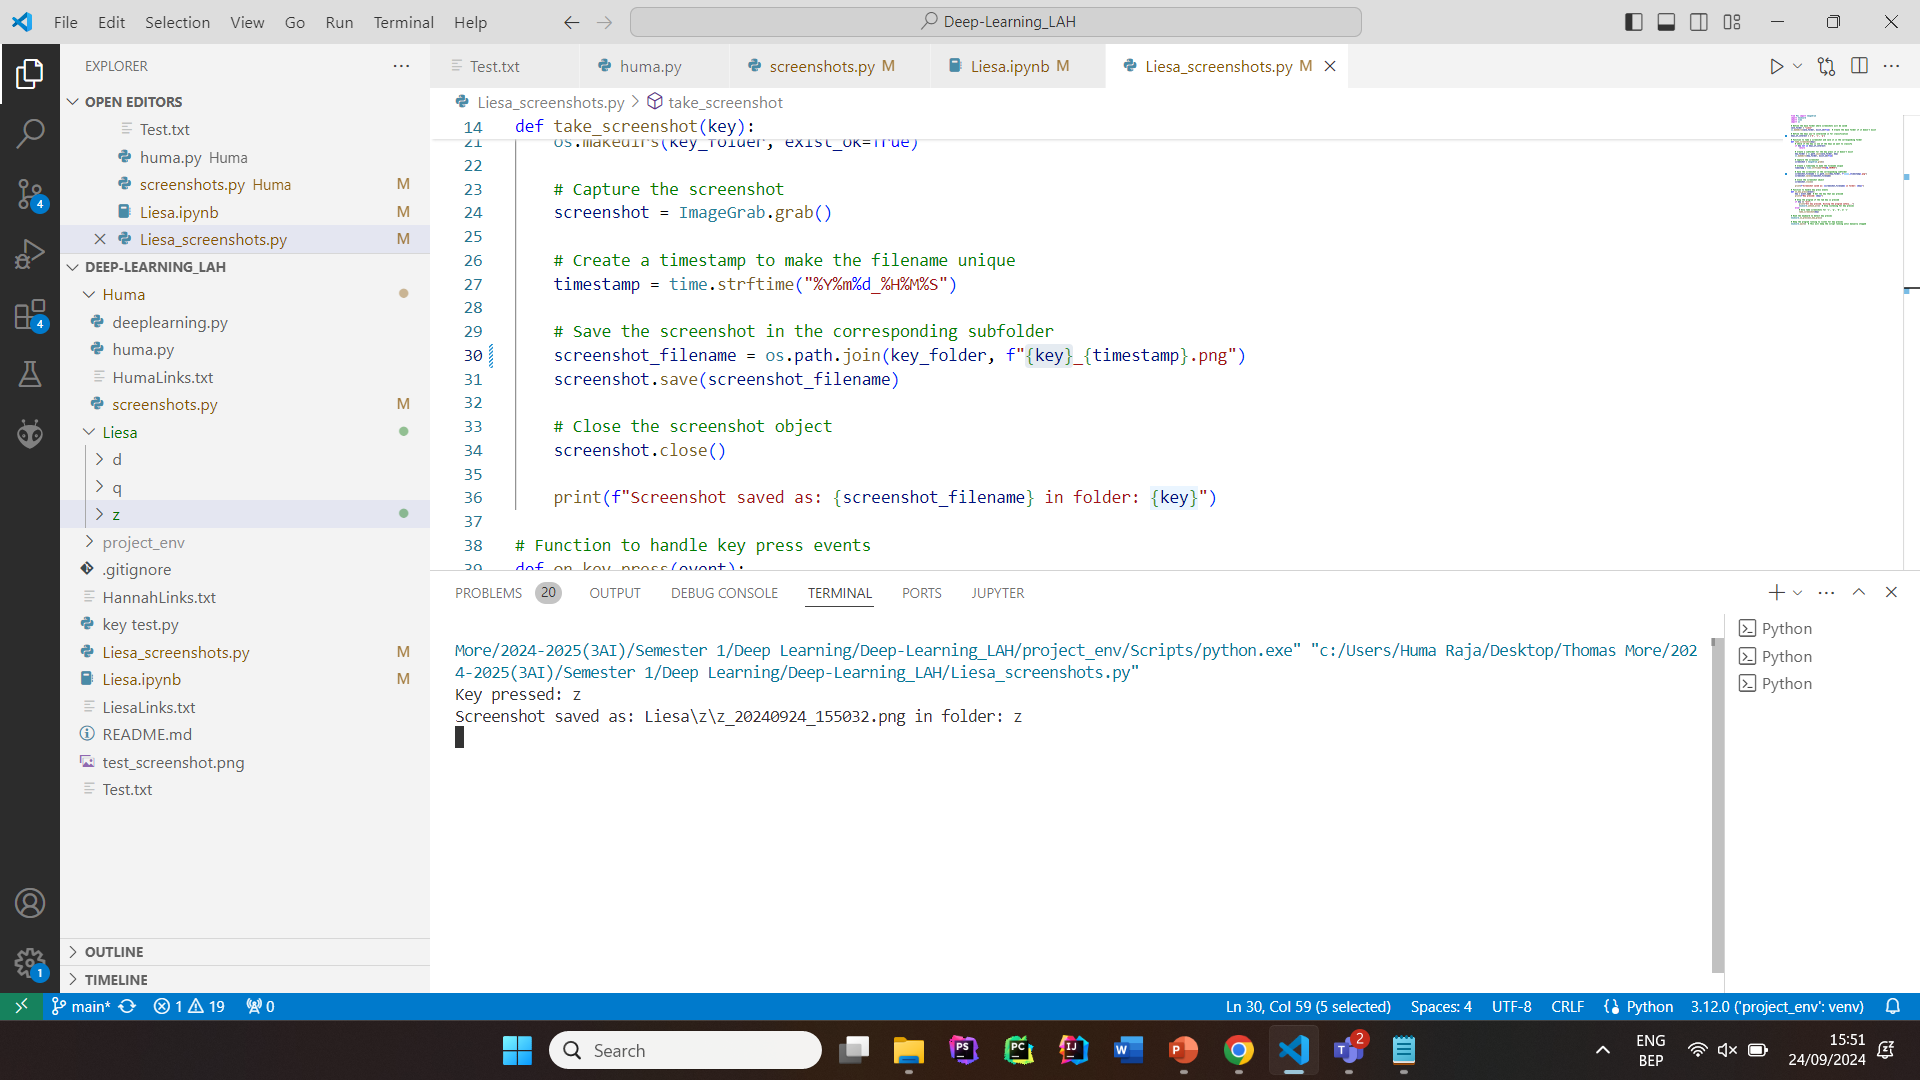 File Edit Selection View Go Run Terminal Help
Deep-Learning_LAH
EXPLORER
OPEN EDITORS
Test.txt
huma.py Huma
screenshots.py Huma M
Liesa.ipynb M
Liesa_screenshots.py M
DEEP-LEARNING_LAH
Huma
deeplearning.py
huma.py
HumaLinks.txt
screenshots.py M
Liesa
d
q
z
project_env
.gitignore
HannahLinks.txt
key test.py
Liesa_screenshots.py M
Liesa.ipynb M
LiesaLinks.txt
README.md
test_screenshot.png
Test.txt
OUTLINE
TIMELINE
4
4
1
Test.txt huma.py screenshots.py M Liesa.ipynb M Liesa_screenshots.py M
Liesa_screenshots.py > take_screenshot
14 def take_screenshot(key):
21 os.makedirs(key_folder, exist_ok=True)
22
23 # Capture the screenshot
24 screenshot = ImageGrab.grab()
25
26 # Create a timestamp to make the filename unique
27 timestamp = time.strftime("%Y%m%d_%H%M%S")
28
29 # Save the screenshot in the corresponding subfolder
30 screenshot_filename = os.path.join(key_folder, f"{key}_{timestamp}.png")
31 screenshot.save(screenshot_filename)
32
33 # Close the screenshot object
34 screenshot.close()
35
36 print(f"Screenshot saved as: {screenshot_filename} in folder: {key}")
37
38 # Function to handle key press events
39 def on_key_press(event):
PROBLEMS 20 OUTPUT DEBUG CONSOLE TERMINAL PORTS JUPYTER
More/2024-2025(3AI)/Semester 1/Deep Learning/Deep-Learning_LAH/project_env/Scripts/python.exe" "c:/Users/Huma Raja/Desktop/Thomas More/202
4-2025(3AI)/Semester 1/Deep Learning/Deep-Learning_LAH/Liesa_screenshots.py"
Key pressed: z
Screenshot saved as: Liesa\z\z_20240924_155032.png in folder: z
Python
Python
Python
main* 1 19 0 Ln 30, Col 59 (5 selected) Spaces: 4 UTF-8 CRLF Python 3.12.0 ('project_env': venv)
Search
PS
PC
IJ
W
P
2
ENG
BEP
15:51
24/09/2024